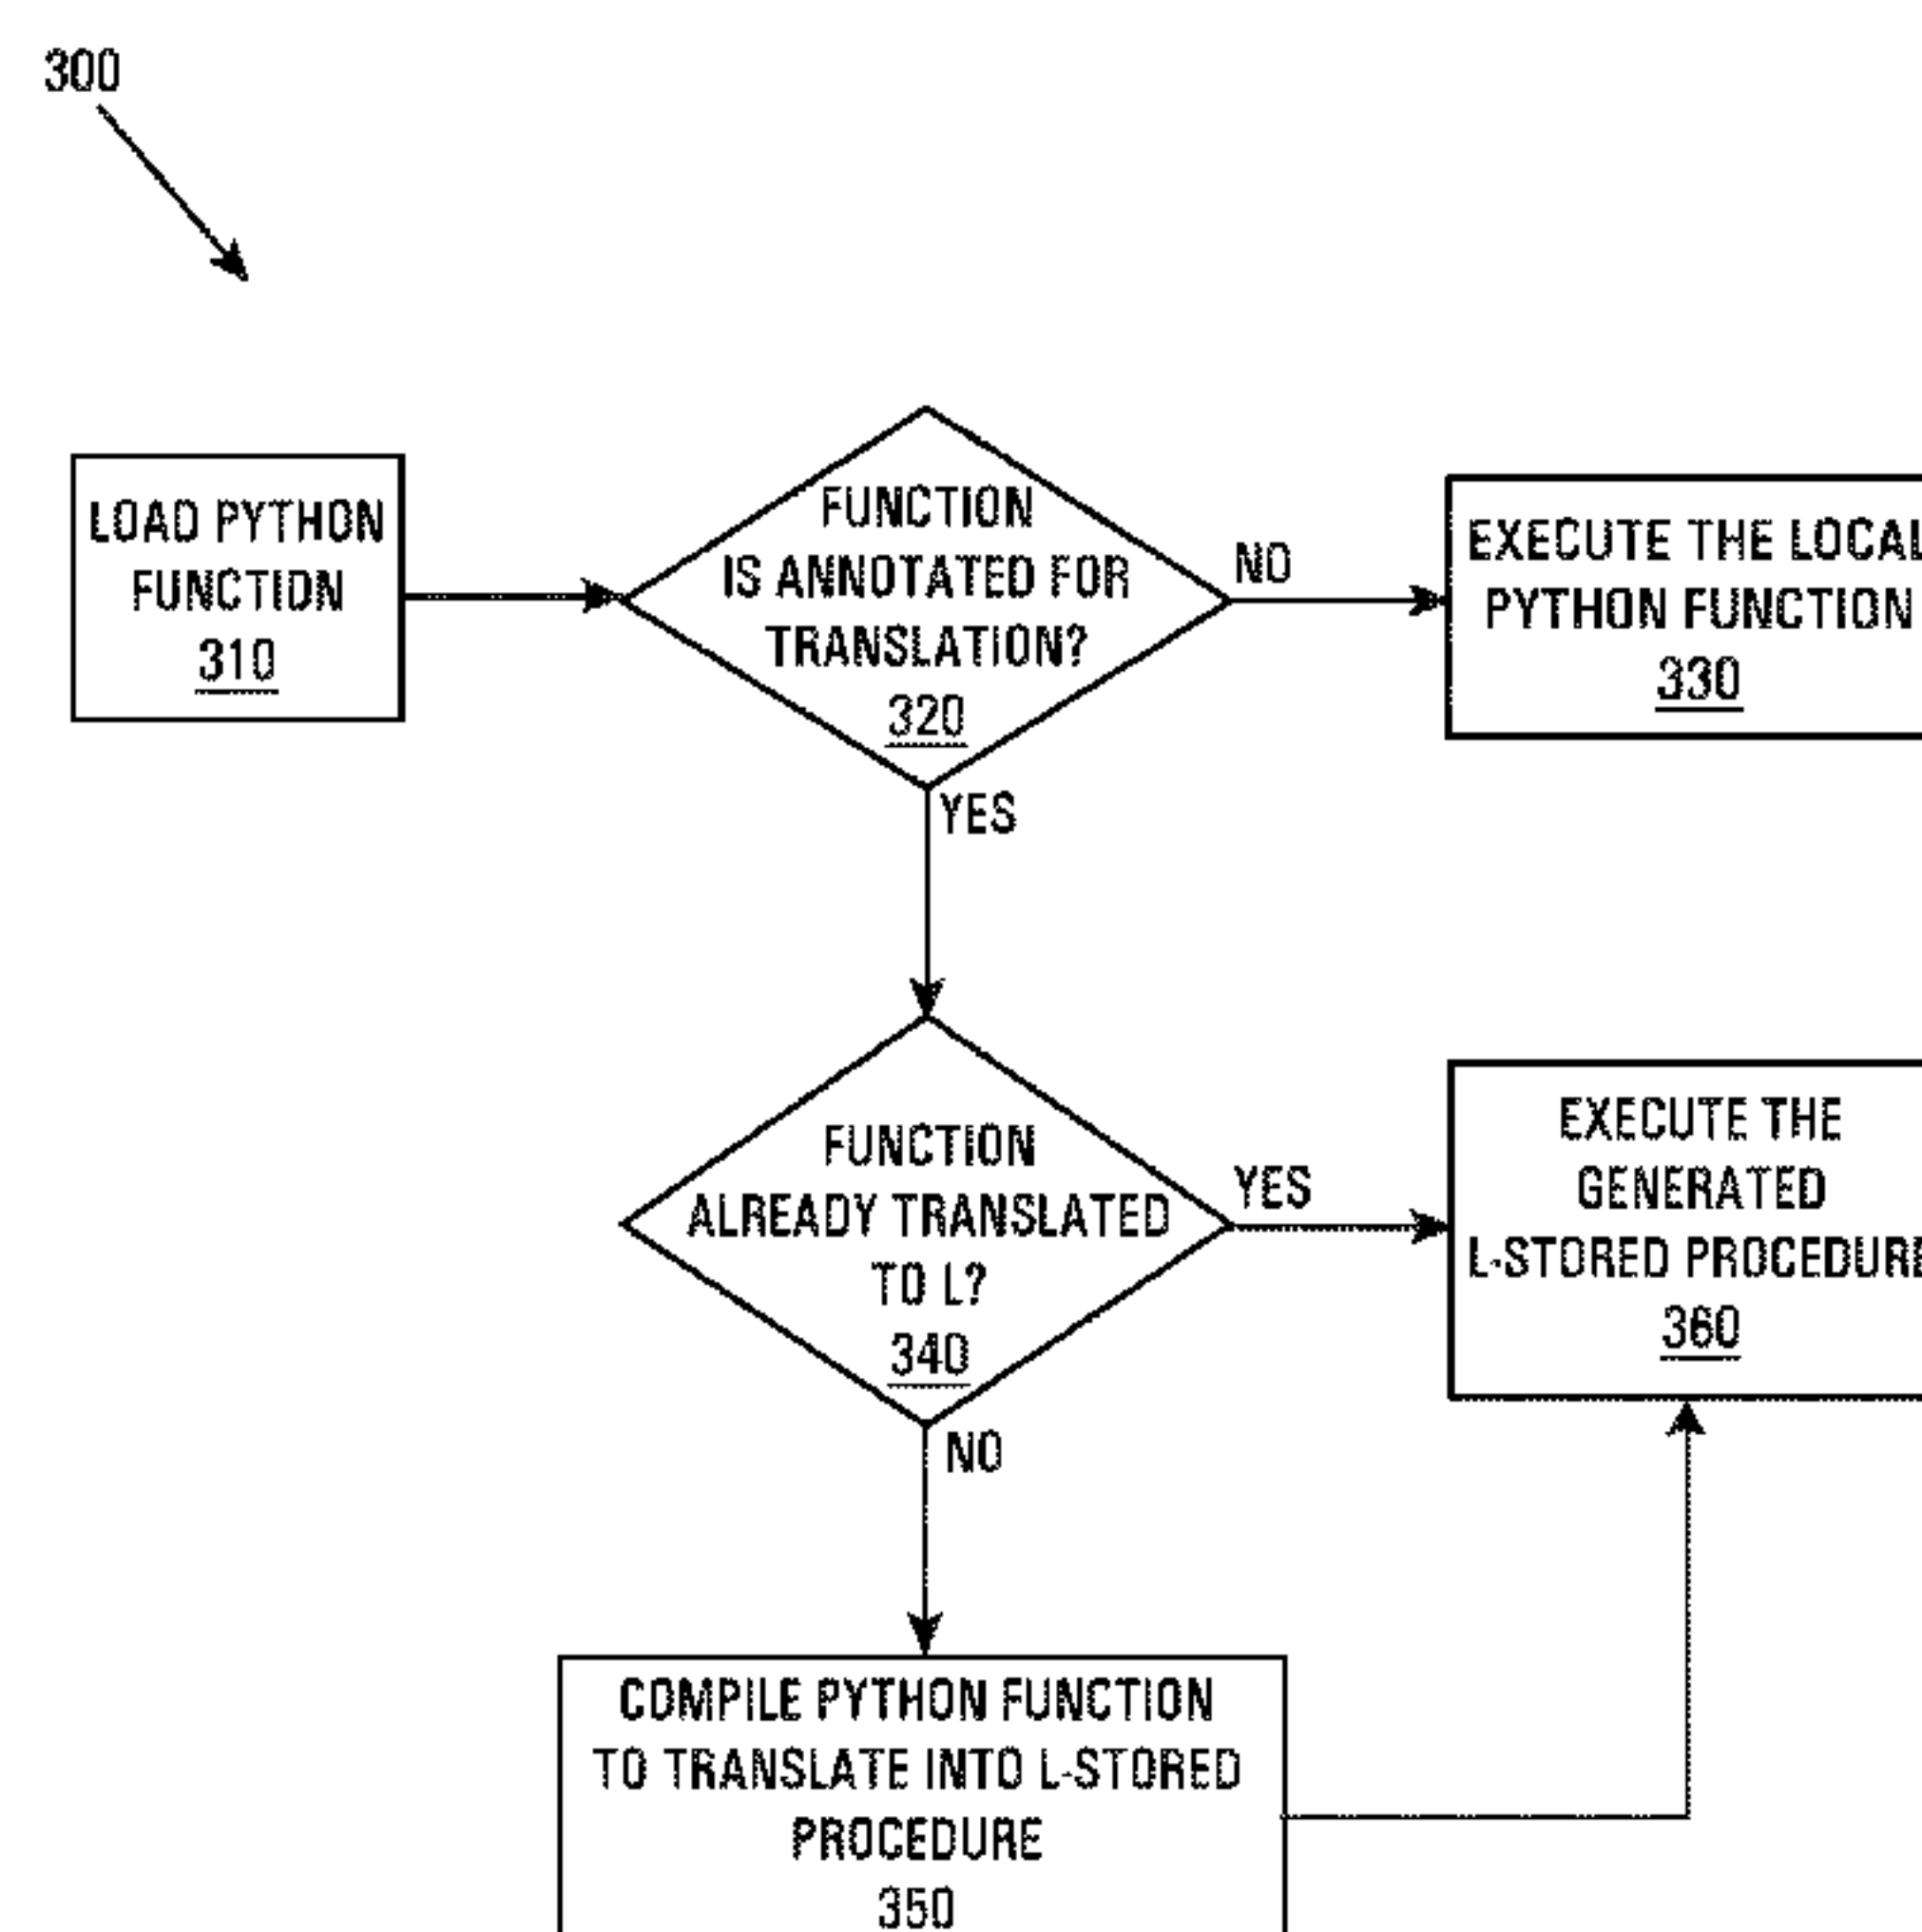 300
LOAD PYTHON
FUNCTION
310
FUNCTION
IS ANNOTATED FOR
TRANSLATION?
320
NO
EXECUTE THE LOCAL
PYTHON FUNCTION
330
YES
FUNCTION
ALREADY TRANSLATED
TO L?
340
YES
EXECUTE THE
GENERATED
L-STORED PROCEDURE
360
NO
COMPILE PYTHON FUNCTION
TO TRANSLATE INTO L-STORED
PROCEDURE
350